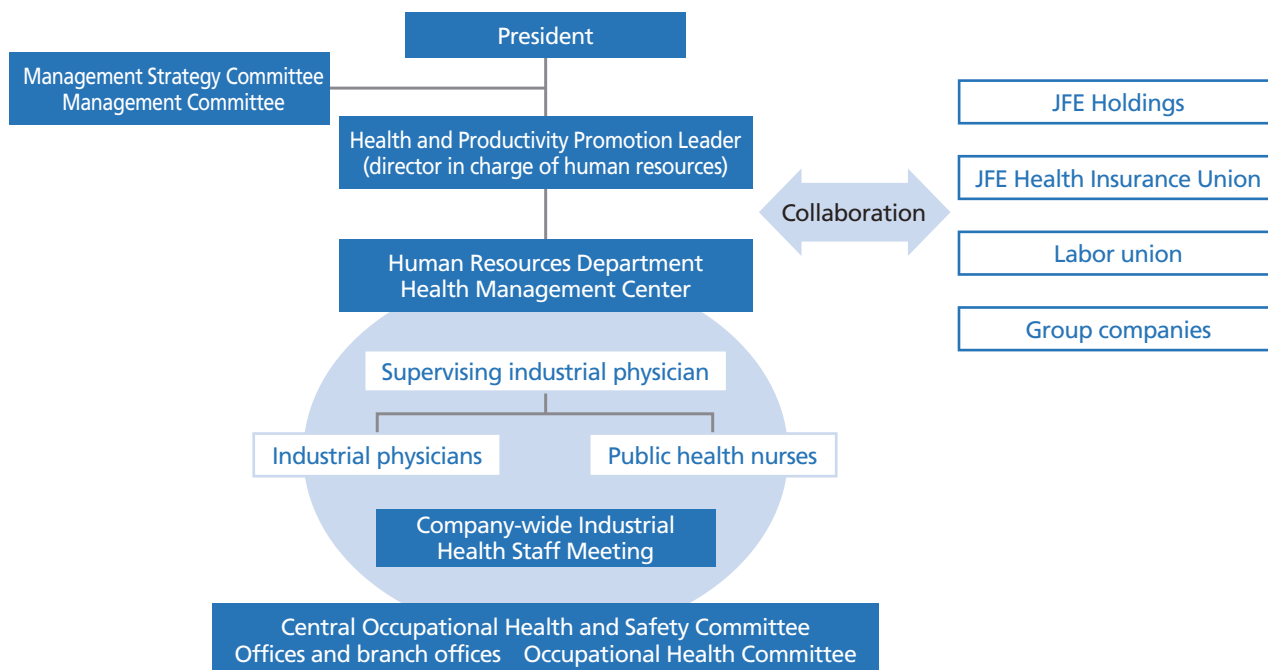 President
Management Strategy Committee
Management Committee
Health and Productivity Promotion Leader
(director in charge of human resources)
Human Resources Department
Health Management Center
Supervising industrial physician
Industrial physicians
Public health nurses
Company-wide Industrial
Health Staff Meeting
Central Occupational Health and Safety Committee
Offices and branch offices Occupational Health Committee
Collaboration
JFE Holdings
JFE Health Insurance Union
Labor union
Group companies